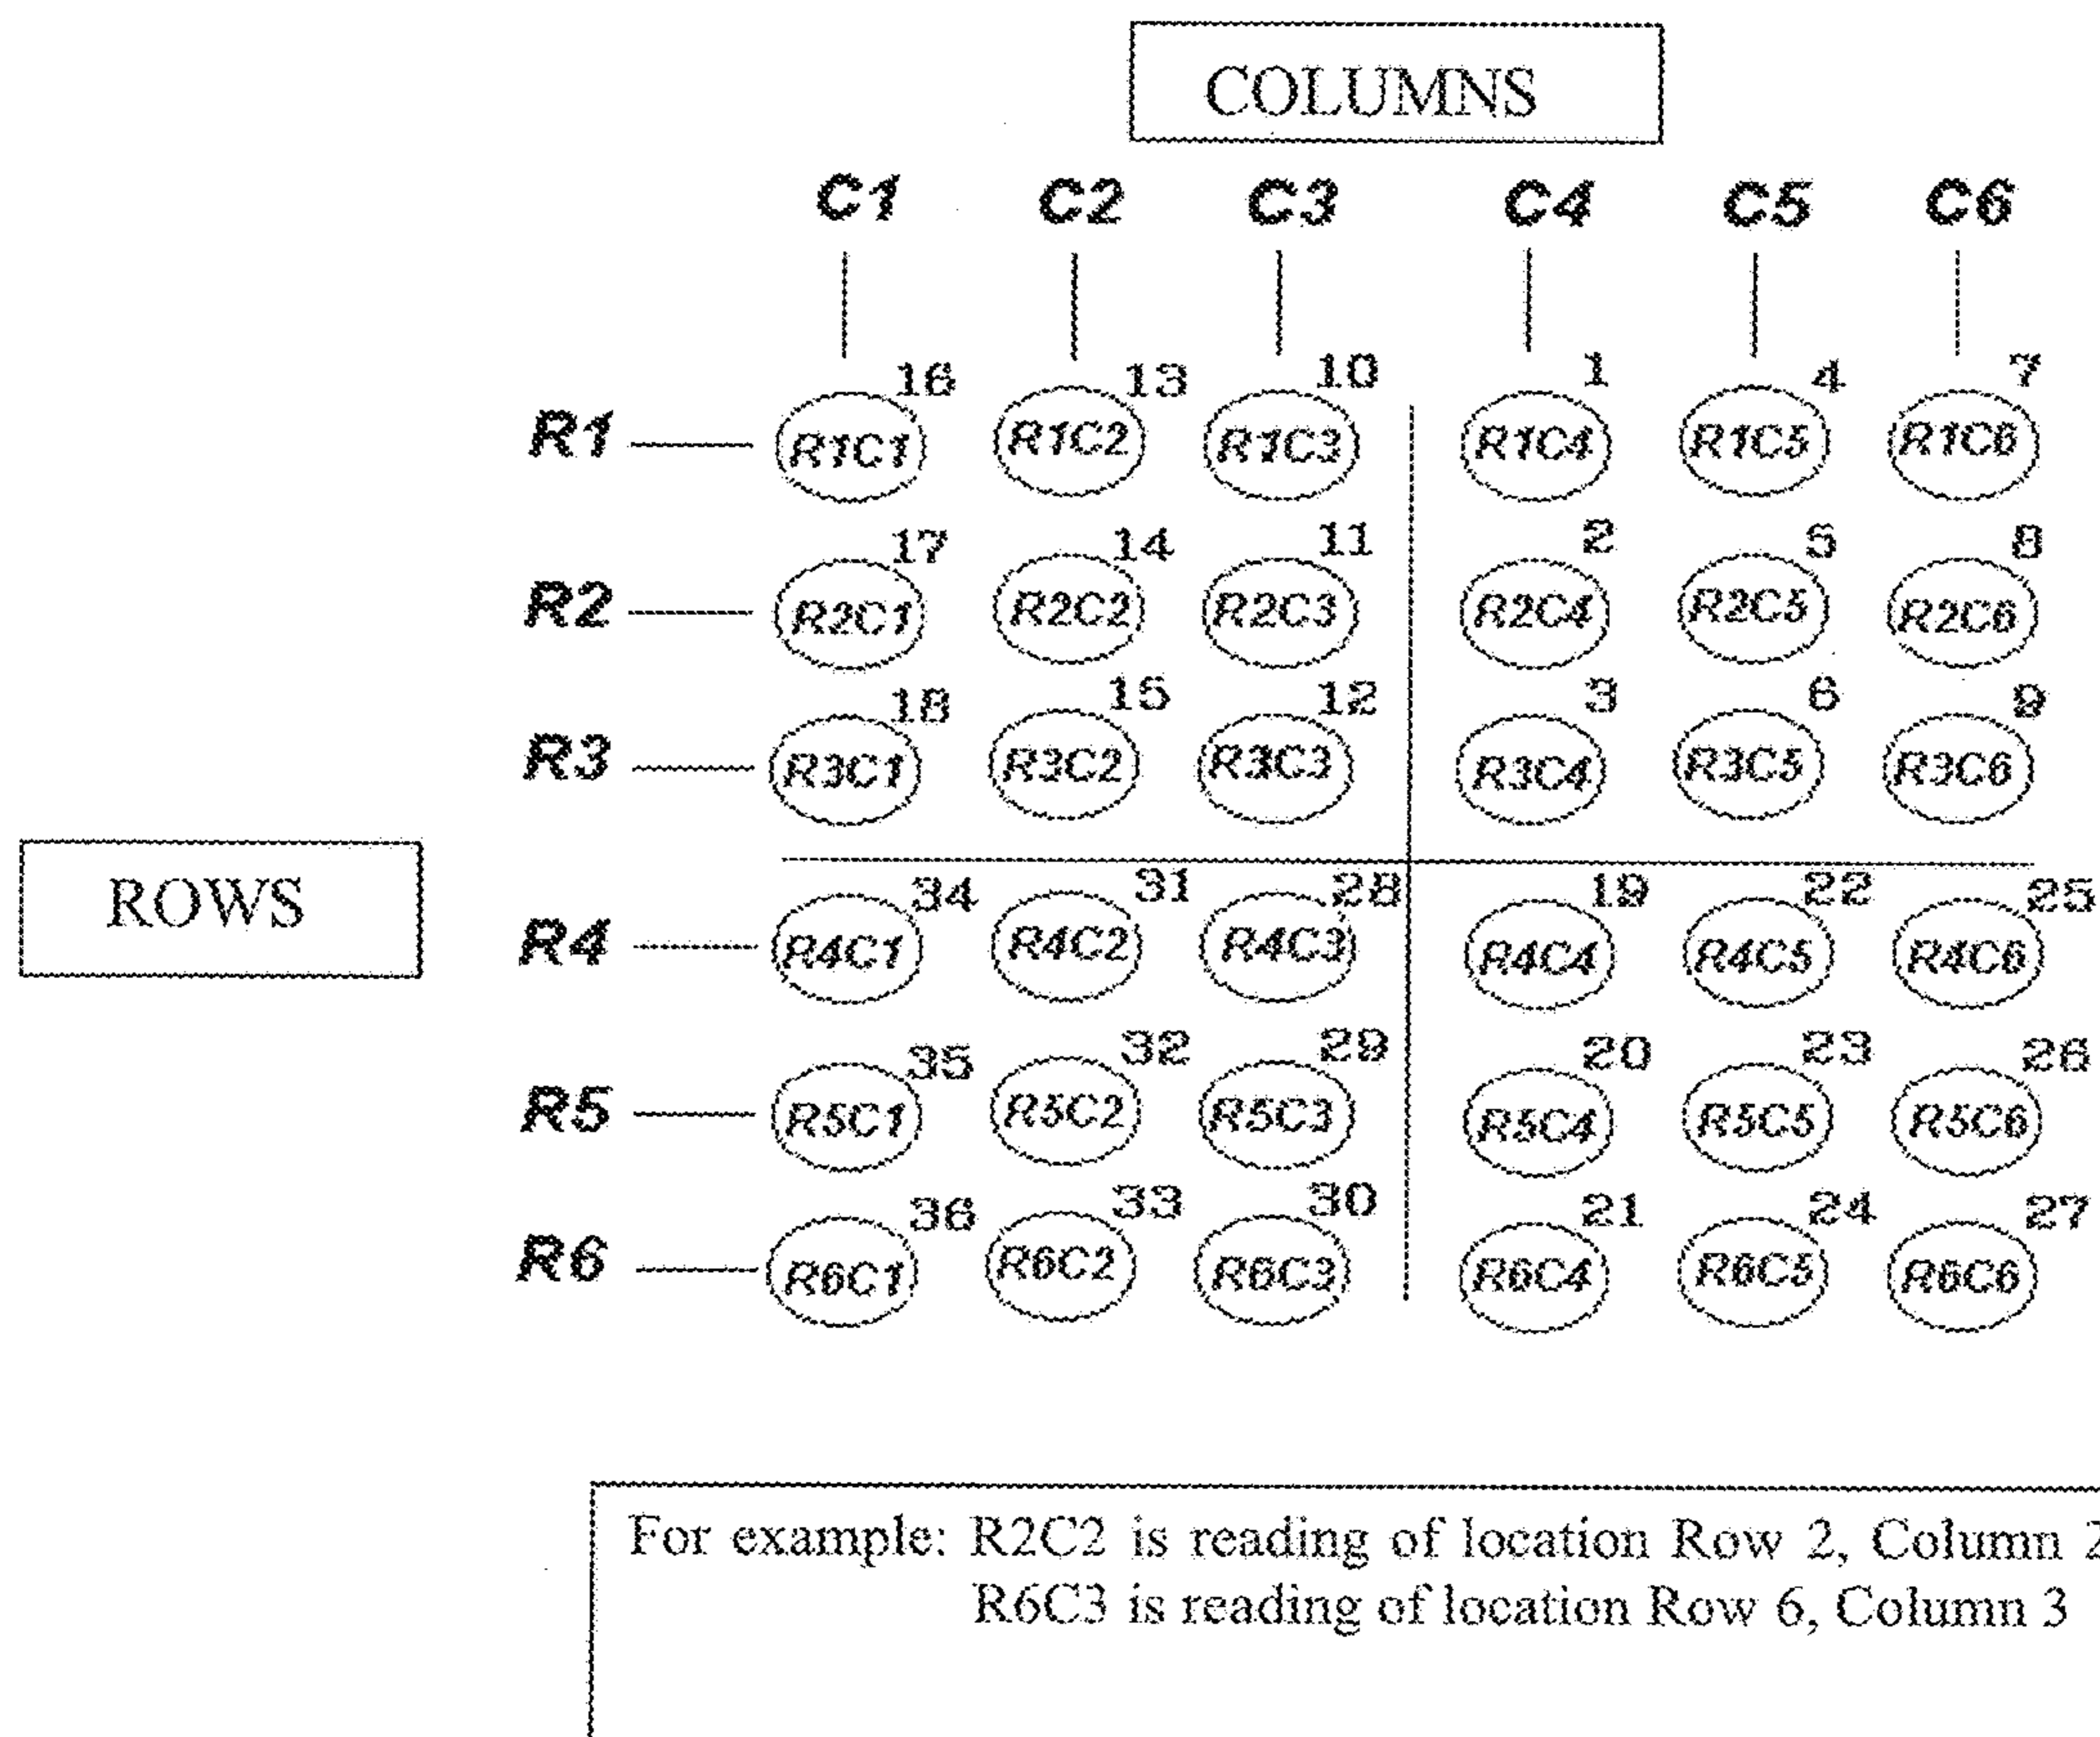 COLUMNS
C1 C2 C3 C4 C5 C6
16 13 10 1 4 7
R1 R1C1 R1C2 R1C3 R1C4 R1C5 R1C6
17 14 11 2 5 8
R2 R2C1 R2C2 R2C3 R2C4 R2C5 R2C6
18 15 12 3 6 9
R3 R3C1 R3C2 R3C3 R3C4 R3C5 R3C6
34 31 28 19 22 25
ROWS
R4 R4C1 R4C2 R4C3 R4C4 R4C5 R4C6
35 32 29 20 23 26
R5 R5C1 R5C2 R5C3 R5C4 R5C5 R5C6
36 33 30 21 24 27
R6 R6C1 R6C2 R6C3 R6C4 R6C5 R6C6
For example: R2C2 is reading of location Row 2, Column 2
R6C3 is reading of location Row 6, Column 3